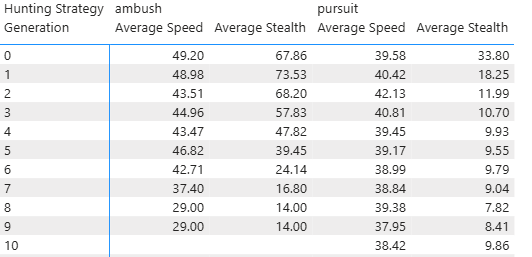 Hunting Strategy ambush pursuit
Generation Average Speed Average Stealth Average Speed Average Stealth
0 49.20 67.86 39.58 33.80
1 48.98 73.53 40.42 18.25
2 43.51 68.20 42.13 11.99
3 44.96 57.83 40.81 10.70
4 43.47 47.82 39.45 9.93
5 46.82 39.45 39.17 9.55
6 42.71 24.14 38.99 9.79
7 37.40 16.80 38.84 9.04
8 29.00 14.00 39.38 7.82
9 29.00 14.00 37.95 8.41
10 38.42 9.86